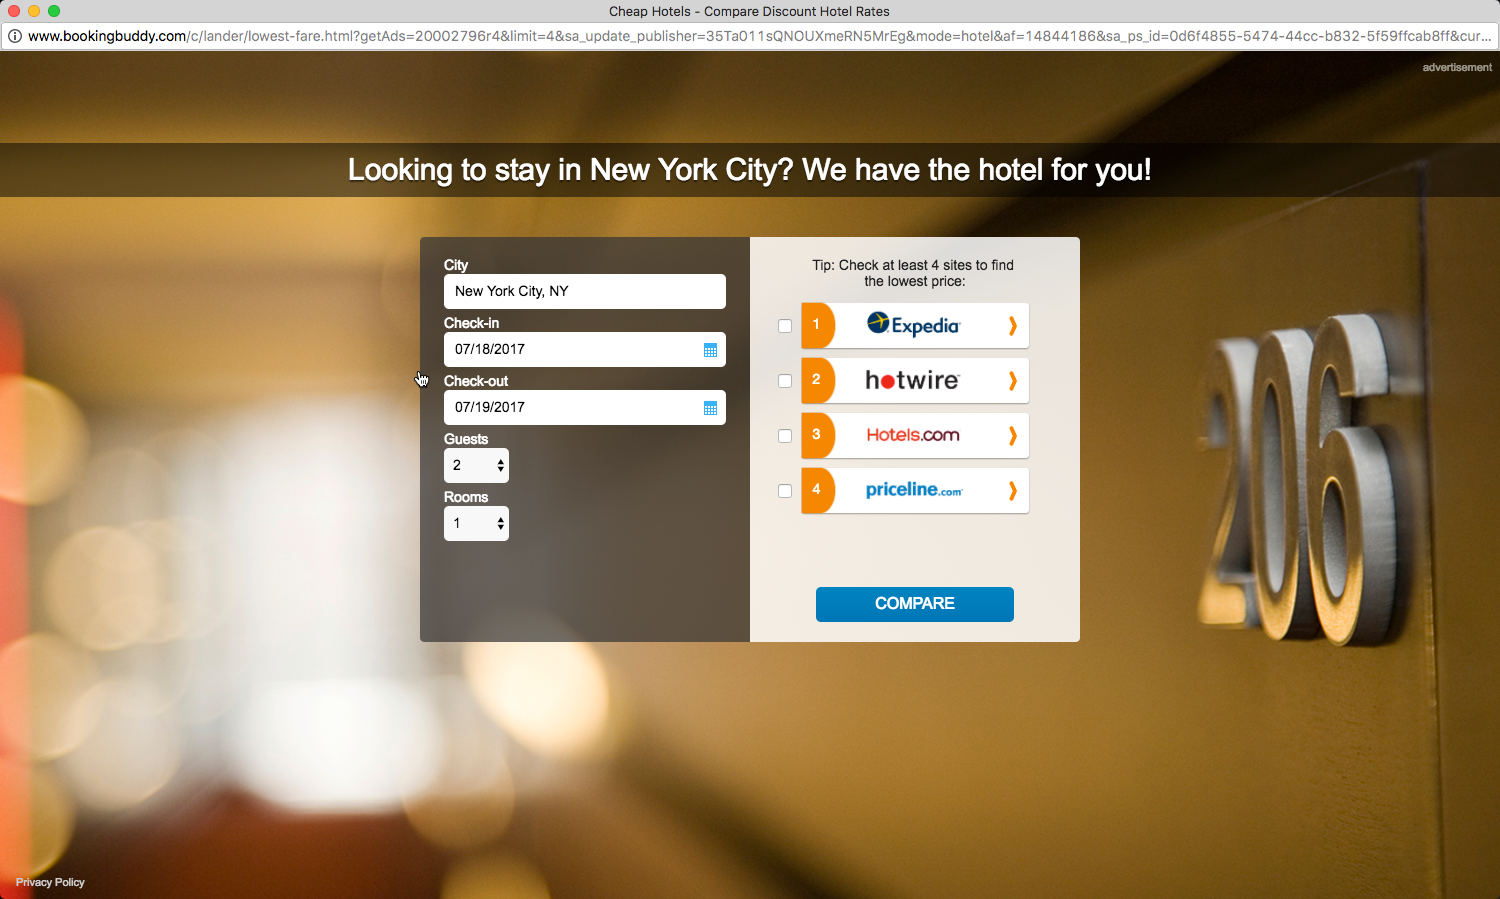 Cheap Hotels - Compare Discount Hotel Rates
www.bookingbuddy.com/c/lander/lowest-fare.html?getAds=20002796r4&limit=4&sa_update_publisher=35Ta011sQNOUXmeRN5MrEg&mode=hotel&af=14844186&sa_ps_id=0d6f4855-5474-44cc-b832-5f59ffcab8ff&cur...
advertisement
Looking to stay in New York City? We have the hotel for you!
City
New York City, NY
Check-in
07/18/2017
Check-out
07/19/2017
Guests
2
Rooms
1
Tip: Check at least 4 sites to find
the lowest price:
1 Expedia
2 hotwire
3 Hotels.com
4 priceline.com
COMPARE
206
Privacy Policy